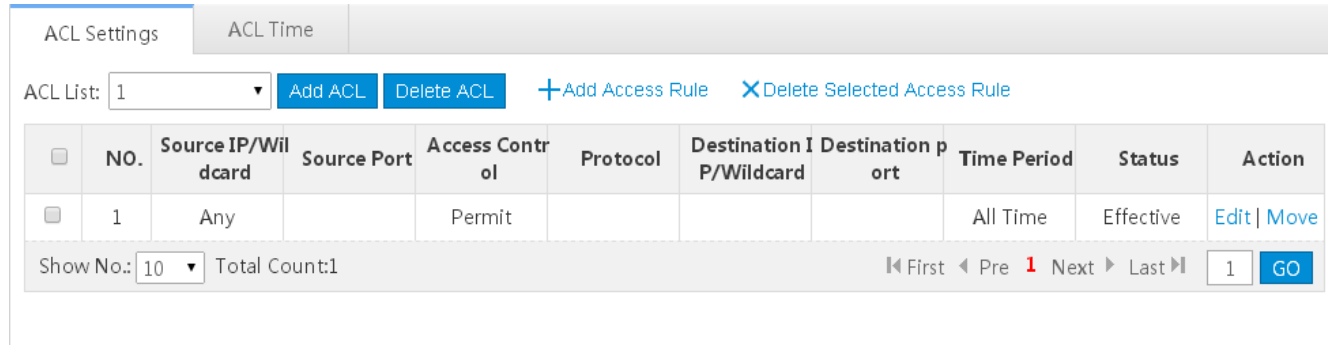 ACL Settings ACL Time
ACL List: 1 Add ACL Delete ACL Add Access Rule Delete Selected Access Rule
NO. Source IP/Wil
dcard Source Port Access Contr
ol Protocol Destination I
P/Wildcard Destination p
ort Time Period Status Action
1 Any Permit All Time Effective Edit | Move
Show No.: 10 Total Count:1 First Pre 1 Next Last 1 GO